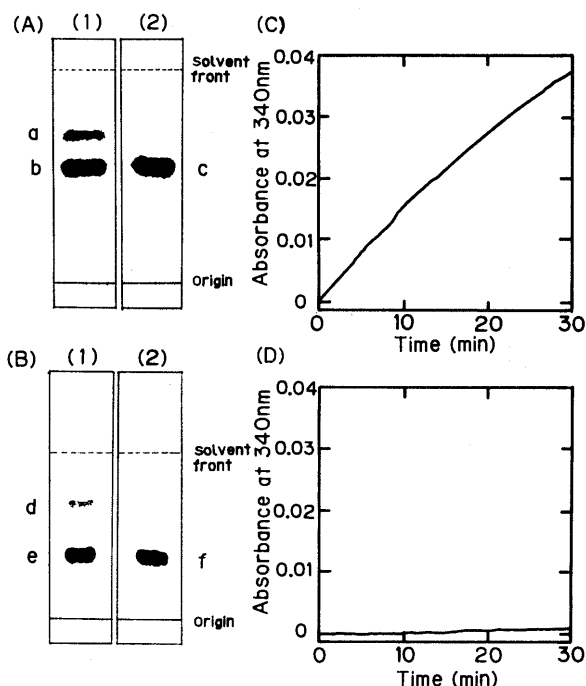 (A) (1) (2)
Solvent front
a
b
c
Origin
(C)
Absorbance at 340nm
0.04
0.03
0.02
0.01
0
0 10 20 30
Time (min)
(B) (1) (2)
Solvent front
d
e
f
Origin
(D)
Absorbance at 340nm
0.04
0.03
0.02
0.01
0
0 10 20 30
Time (min)